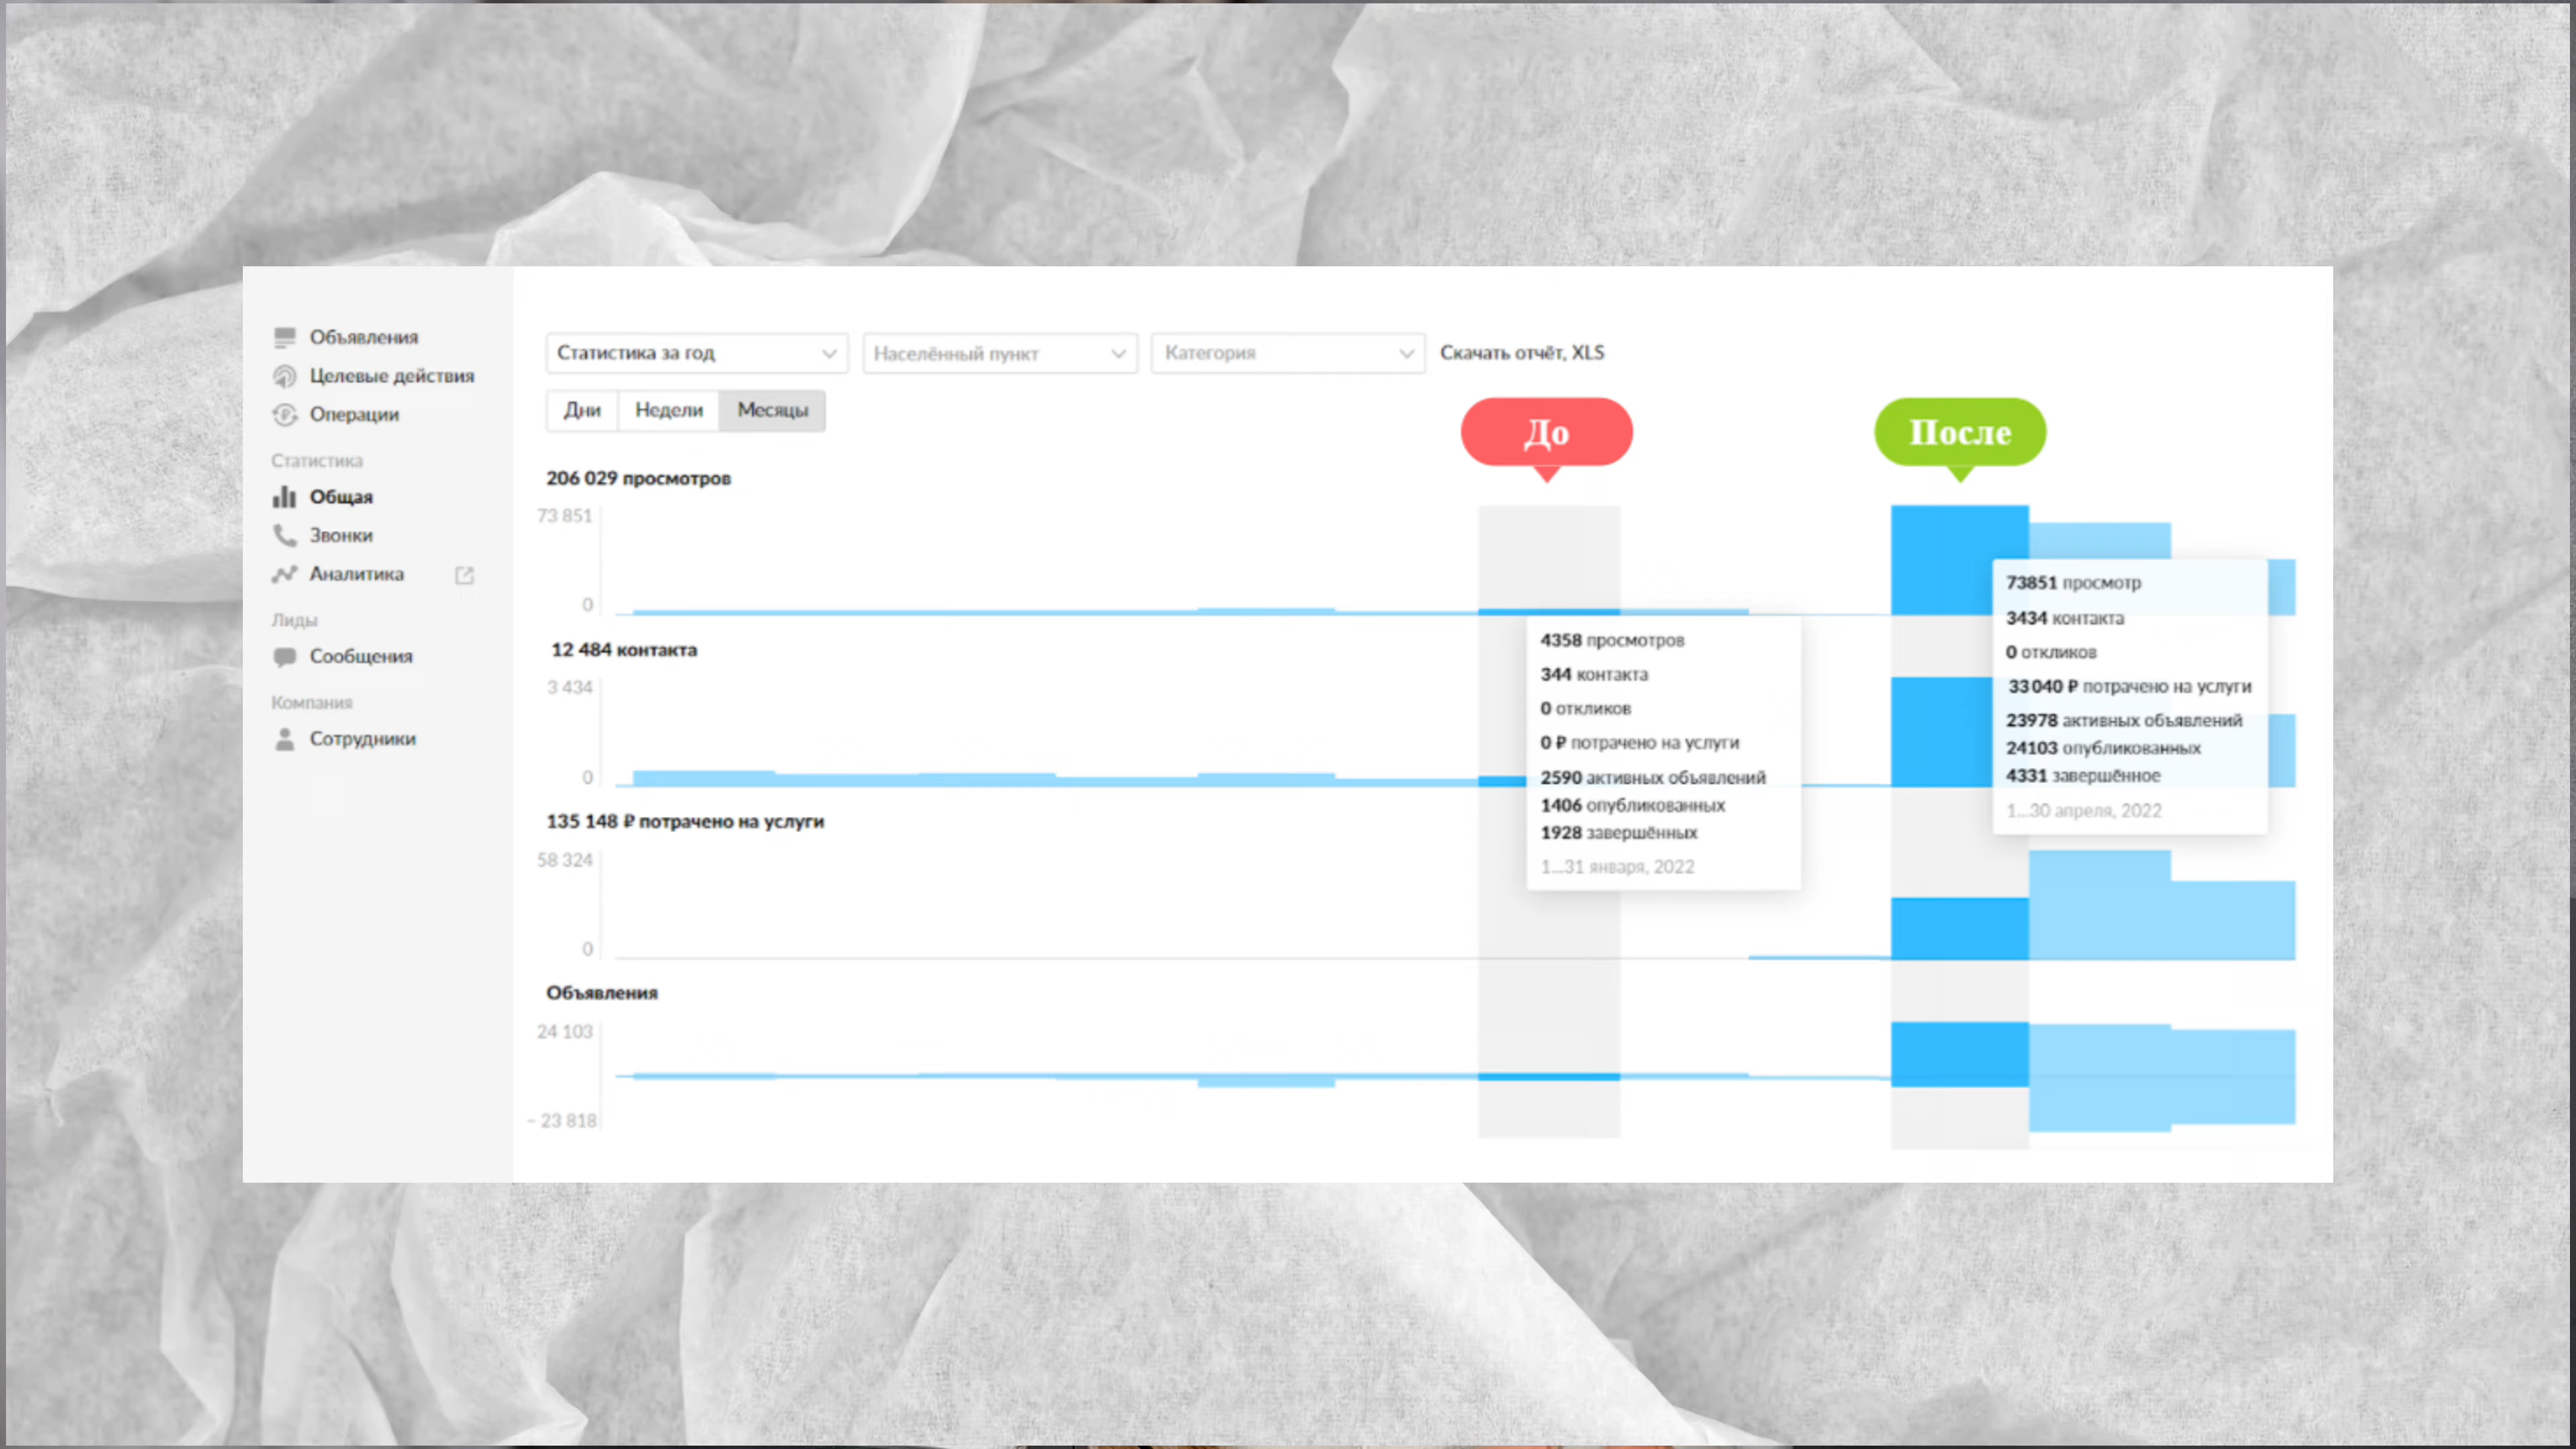 Объявления
Целевые действия
Операции
Статистика
Общая
Звонки
Аналитика
Лиды
Сообщения
Компания
Сотрудники
Статистика за год
Населённый пункт
Категория
Скачать отчёт, XLS
Дни
Недели
Месяцы
До
После
206 029 просмотров
73 851
0
12 484 контакта
3 434
0
135 148 ₽ потрачено на услуги
58 324
0
Объявления
24 103
– 23 818
4358 просмотров
344 контакта
0 откликов
0 ₽ потрачено на услуги
2590 активных объявлений
1406 опубликованных
1928 завершённых
1...31 января, 2022
73851 просмотр
3434 контакта
0 откликов
33 040 ₽ потрачено на услуги
23978 активных объявлений
24103 опубликованных
4331 завершённое
1...30 апреля, 2022